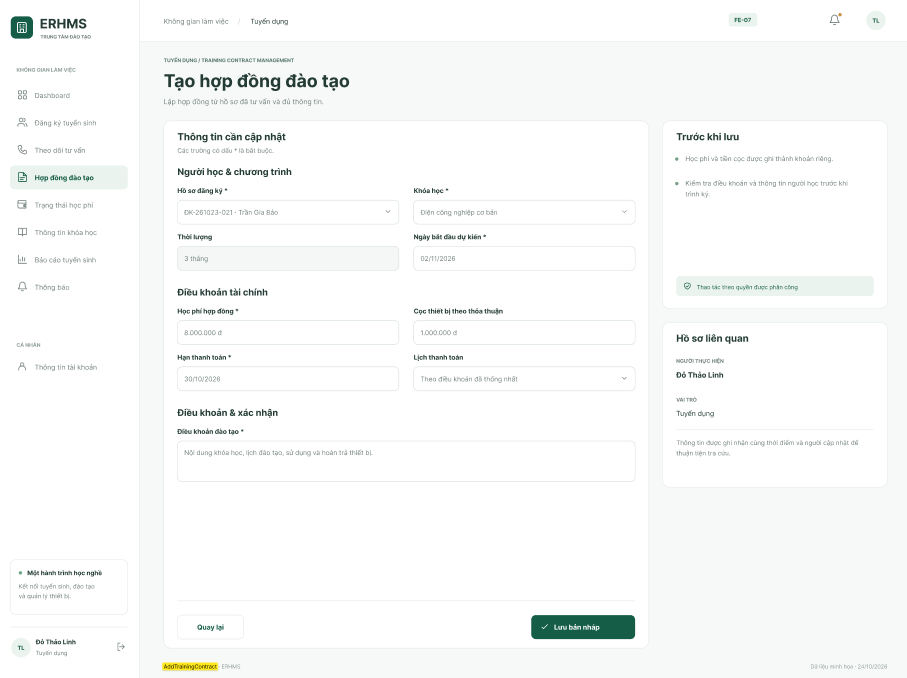 ERHMS
TRUNG TÂM ĐÀO TẠO
KHÔNG GIAN LÀM VIỆC
Dashboard
Đăng ký tuyển sinh
Theo dõi tư vấn
Hợp đồng đào tạo
Trạng thái học phí
Thông tin khóa học
Báo cáo tuyển sinh
Thông báo
CÁ NHÂN
Thông tin tài khoản
Một hành trình học nghề
Kết nối tuyển sinh, đào tạo
và quản lý thiết bị.
TL
Đỗ Thảo Linh
Tuyển dụng
Không gian làm việc / Tuyển dụng
FE-07
TL
TUYỂN DỤNG / TRAINING CONTRACT MANAGEMENT
Tạo hợp đồng đào tạo
Lập hợp đồng từ hồ sơ đã tư vấn và đủ thông tin.
Thông tin cần cập nhật
Các trường có dấu * là bắt buộc.
Người học & chương trình
Hồ sơ đăng ký *
Khóa học *
ĐK-261023-021 · Trần Gia Bảo
Điện công nghiệp cơ bản
Thời lượng
Ngày bắt đầu dự kiến *
3 tháng
02/11/2026
Điều khoản tài chính
Học phí hợp đồng *
Cọc thiết bị theo thỏa thuận
8.000.000 đ
1.000.000 đ
Hạn thanh toán *
Lịch thanh toán
30/10/2026
Theo điều khoản đã thống nhất
Điều khoản & xác nhận
Điều khoản đào tạo *
Nội dung khóa học, lịch đào tạo, sử dụng và hoàn trả thiết bị.
Quay lại
Lưu bản nháp
Trước khi lưu
Học phí và tiền cọc được ghi thành khoản riêng.
Kiểm tra điều khoản và thông tin người học trước khi
trình ký.
Thao tác theo quyền được phân công
Hồ sơ liên quan
NGƯỜI THỰC HIỆN
Đỗ Thảo Linh
VAI TRÒ
Tuyển dụng
Thông tin được ghi nhận cùng thời điểm và người cập nhật để
thuận tiện tra cứu.
AddTrainingContract · ERHMS
Dữ liệu minh họa · 24/10/2026